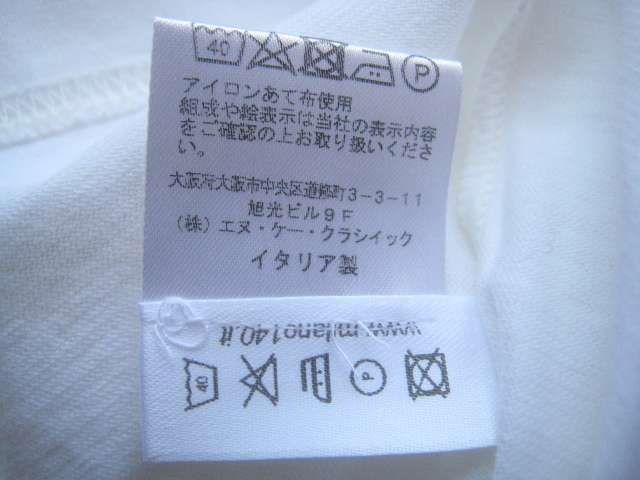 40 P
アイロンあて布使用
組成や絵表示は当社の表示内容
をご確認の上お取り扱いくださ
い。
大阪府大阪市中央区道修町3-3-11
旭光ビル9F
(株)エヌ・ケー・クラシイック
イタリア製
www.milano140.it
40 P